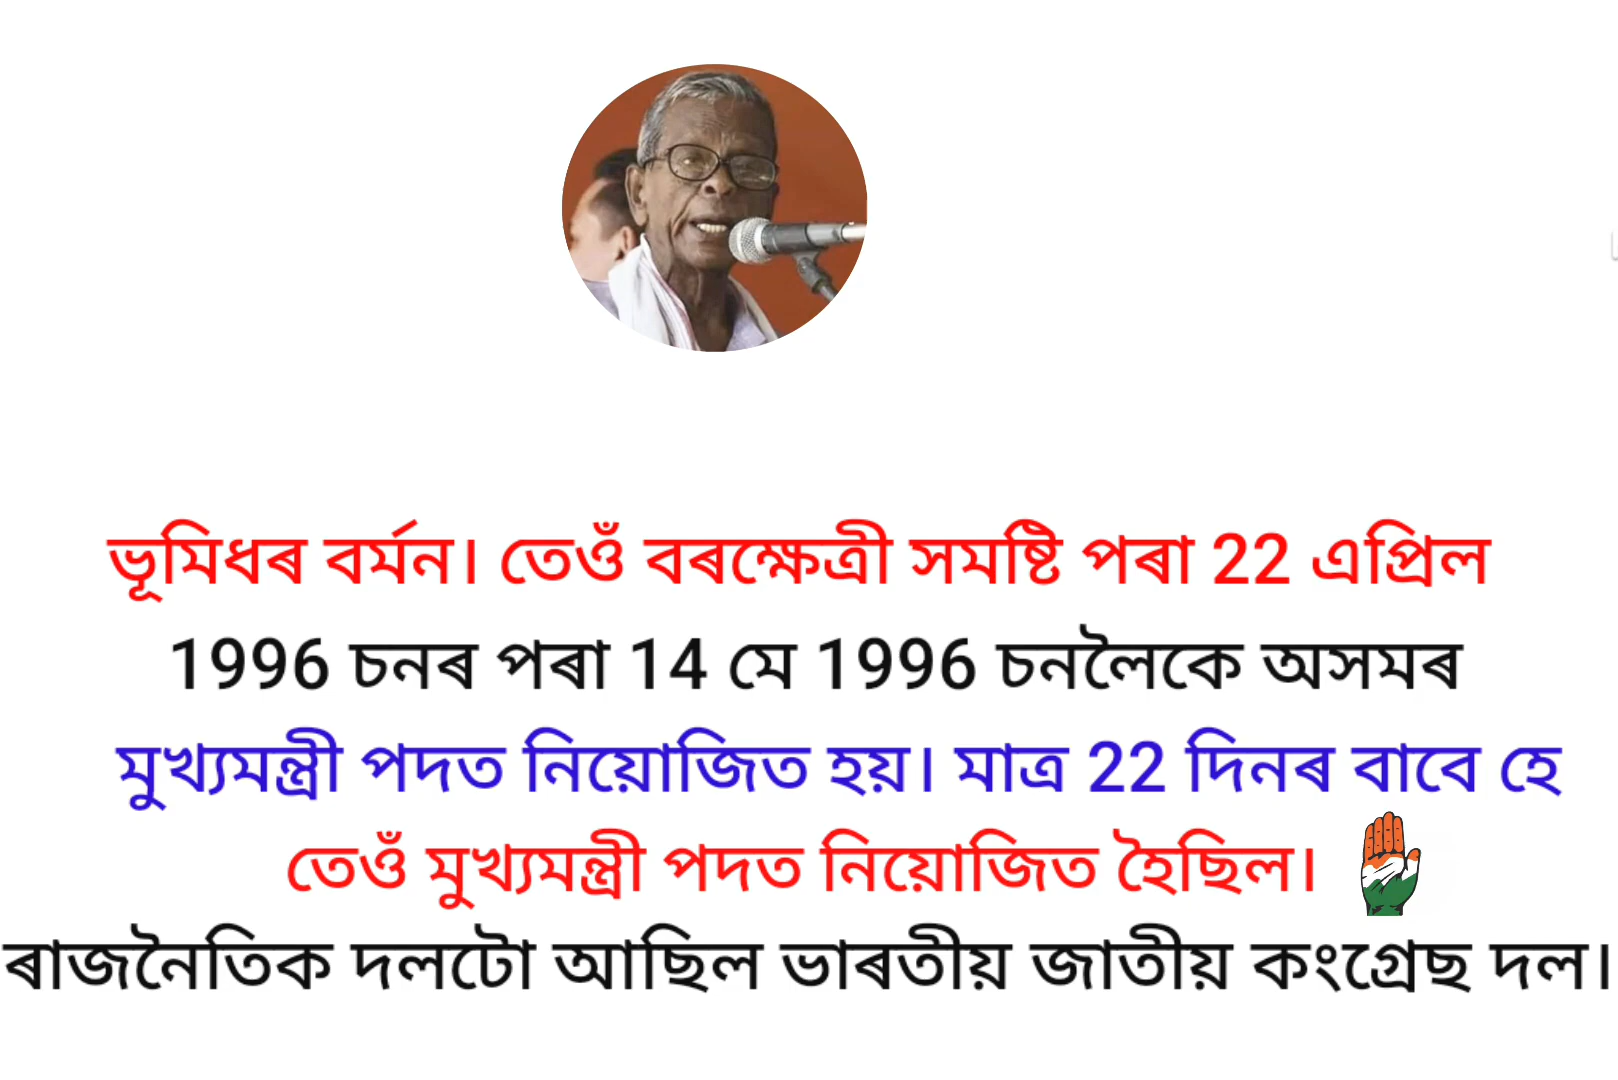 ভূমিধৰ বৰ্মন। তেওঁ বৰক্ষেত্ৰী সমষ্টি পৰা 22 এপ্ৰিল
1996 চনৰ পৰা 14 মে 1996 চনলৈকে অসমৰ
মুখ্যমন্ত্ৰী পদত নিয়োজিত হয়। মাত্ৰ 22 দিনৰ বাবে হে
তেওঁ মুখ্যমন্ত্ৰী পদত নিয়োজিত হৈছিল।
ৰাজনৈতিক দলটো আছিল ভাৰতীয় জাতীয় কংগ্ৰেছ দল।